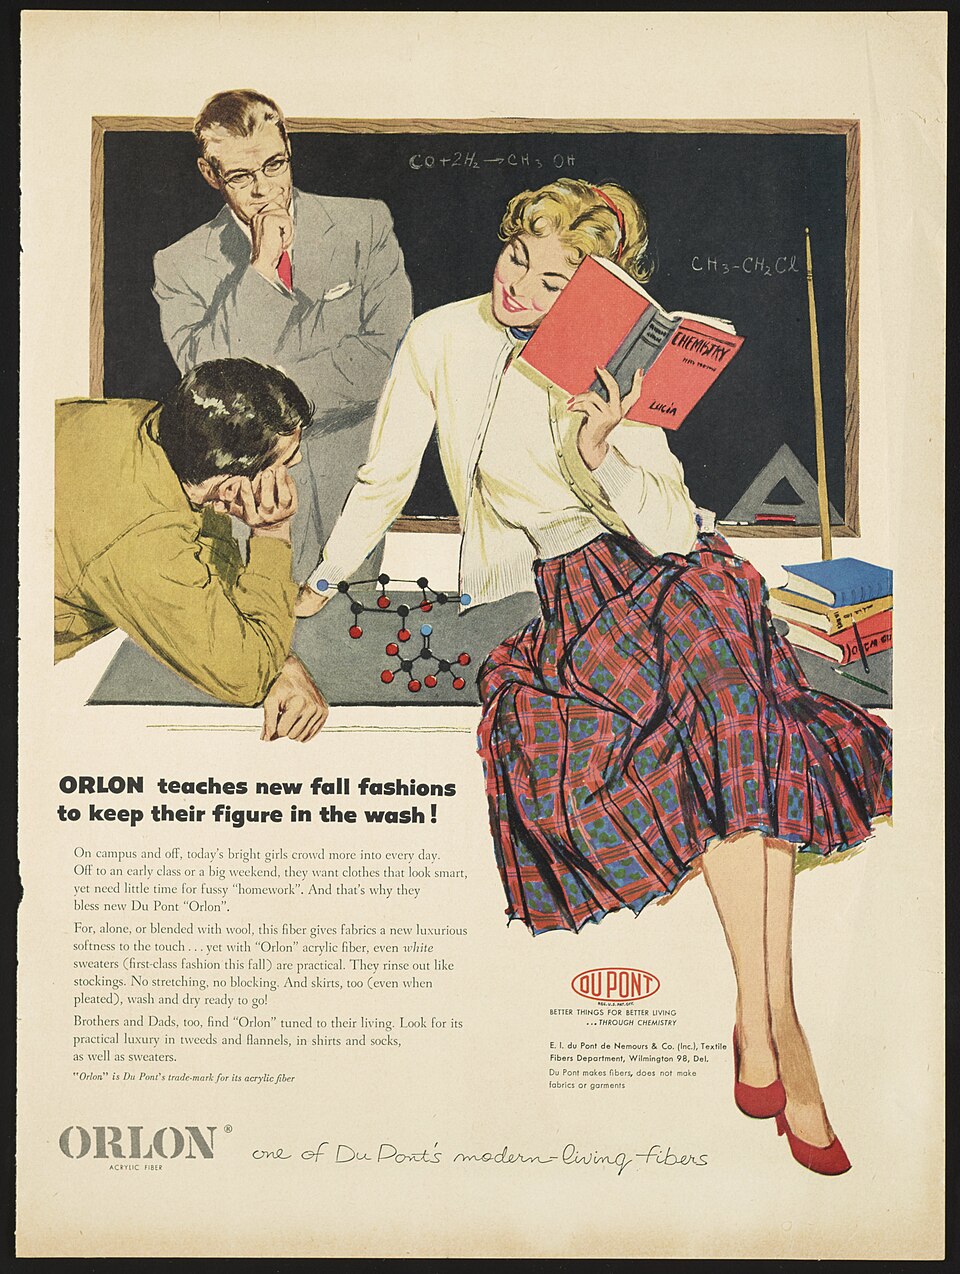 CO+2H₂→CH₃ OH
CH₃-CH₂Cl
CHEMISTRY
LUCIA
ORLON teaches new fall fashions
to keep their figure in the wash!
On campus and off, today's bright girls crowd more into every day.
Off to an early class or a big weekend, they want clothes that look smart,
yet need little time for fussy "homework". And that's why they
bless new Du Pont "Orlon".
For, alone, or blended with wool, this fiber gives fabrics a new luxurious
softness to the touch . . . yet with "Orlon" acrylic fiber, even white
sweaters (first-class fashion this fall) are practical. They rinse out like
stockings. No stretching, no blocking. And skirts, too (even when
pleated), wash and dry ready to go!
Brothers and Dads, too, find "Orlon" tuned to their living. Look for its
practical luxury in tweeds and flannels, in shirts and socks,
as well as sweaters.
"Orlon" is Du Pont's trade-mark for its acrylic fiber
DU PONT
REG. U.S. PAT. OFF.
BETTER THINGS FOR BETTER LIVING
. . . THROUGH CHEMISTRY
E. I. du Pont de Nemours & Co. (Inc.), Textile
Fibers Department, Wilmington 98, Del.
Du Pont makes fibers, does not make
fabrics or garments
ORLON®
ACRYLIC FIBER
one of Du Pont's modern-living fibers